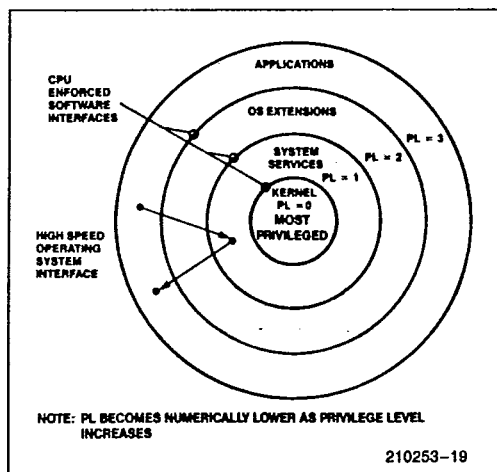 APPLICATIONS
CPU
ENFORCED
SOFTWARE
INTERFACES
OS EXTENSIONS
PL = 3
SYSTEM
SERVICES
PL = 2
PL = 1
KERNEL
PL = 0
MOST
PRIVILEGED
HIGH SPEED
OPERATING
SYSTEM
INTERFACE
NOTE: PL BECOMES NUMERICALLY LOWER AS PRIVILEGE LEVEL
INCREASES
210253-19